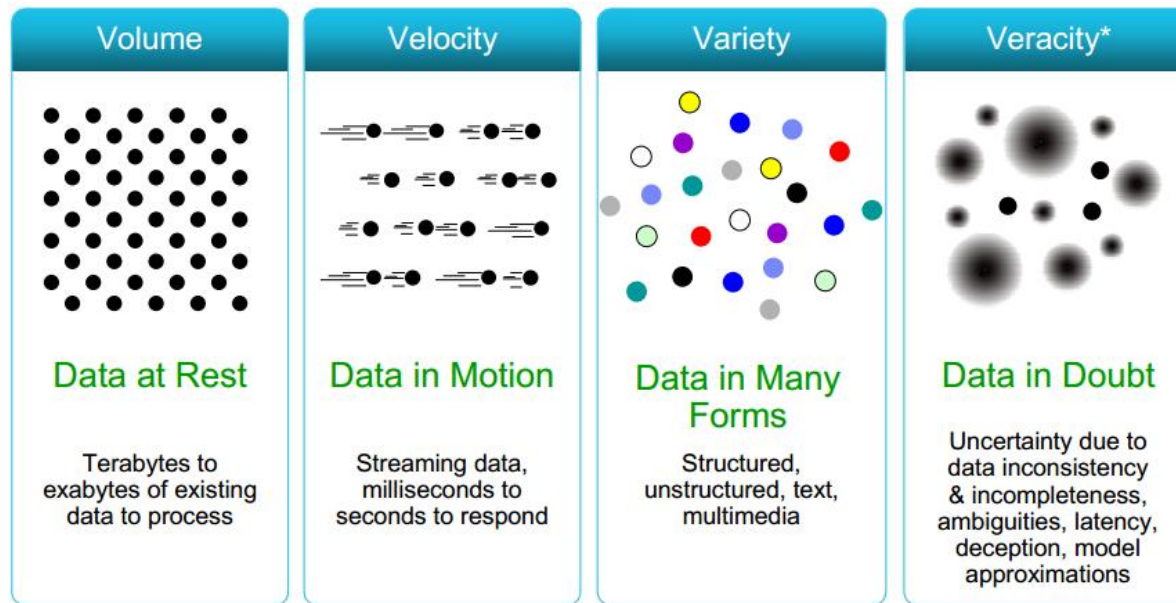 Volume
Data at Rest
Terabytes to
exabytes of existing
data to process
Velocity
Data in Motion
Streaming data,
milliseconds to
seconds to respond
Variety
Data in Many
Forms
Structured,
unstructured, text,
multimedia
Veracity*
Data in Doubt
Uncertainty due to
data inconsistency
& incompleteness,
ambiguities, latency,
deception, model
approximations